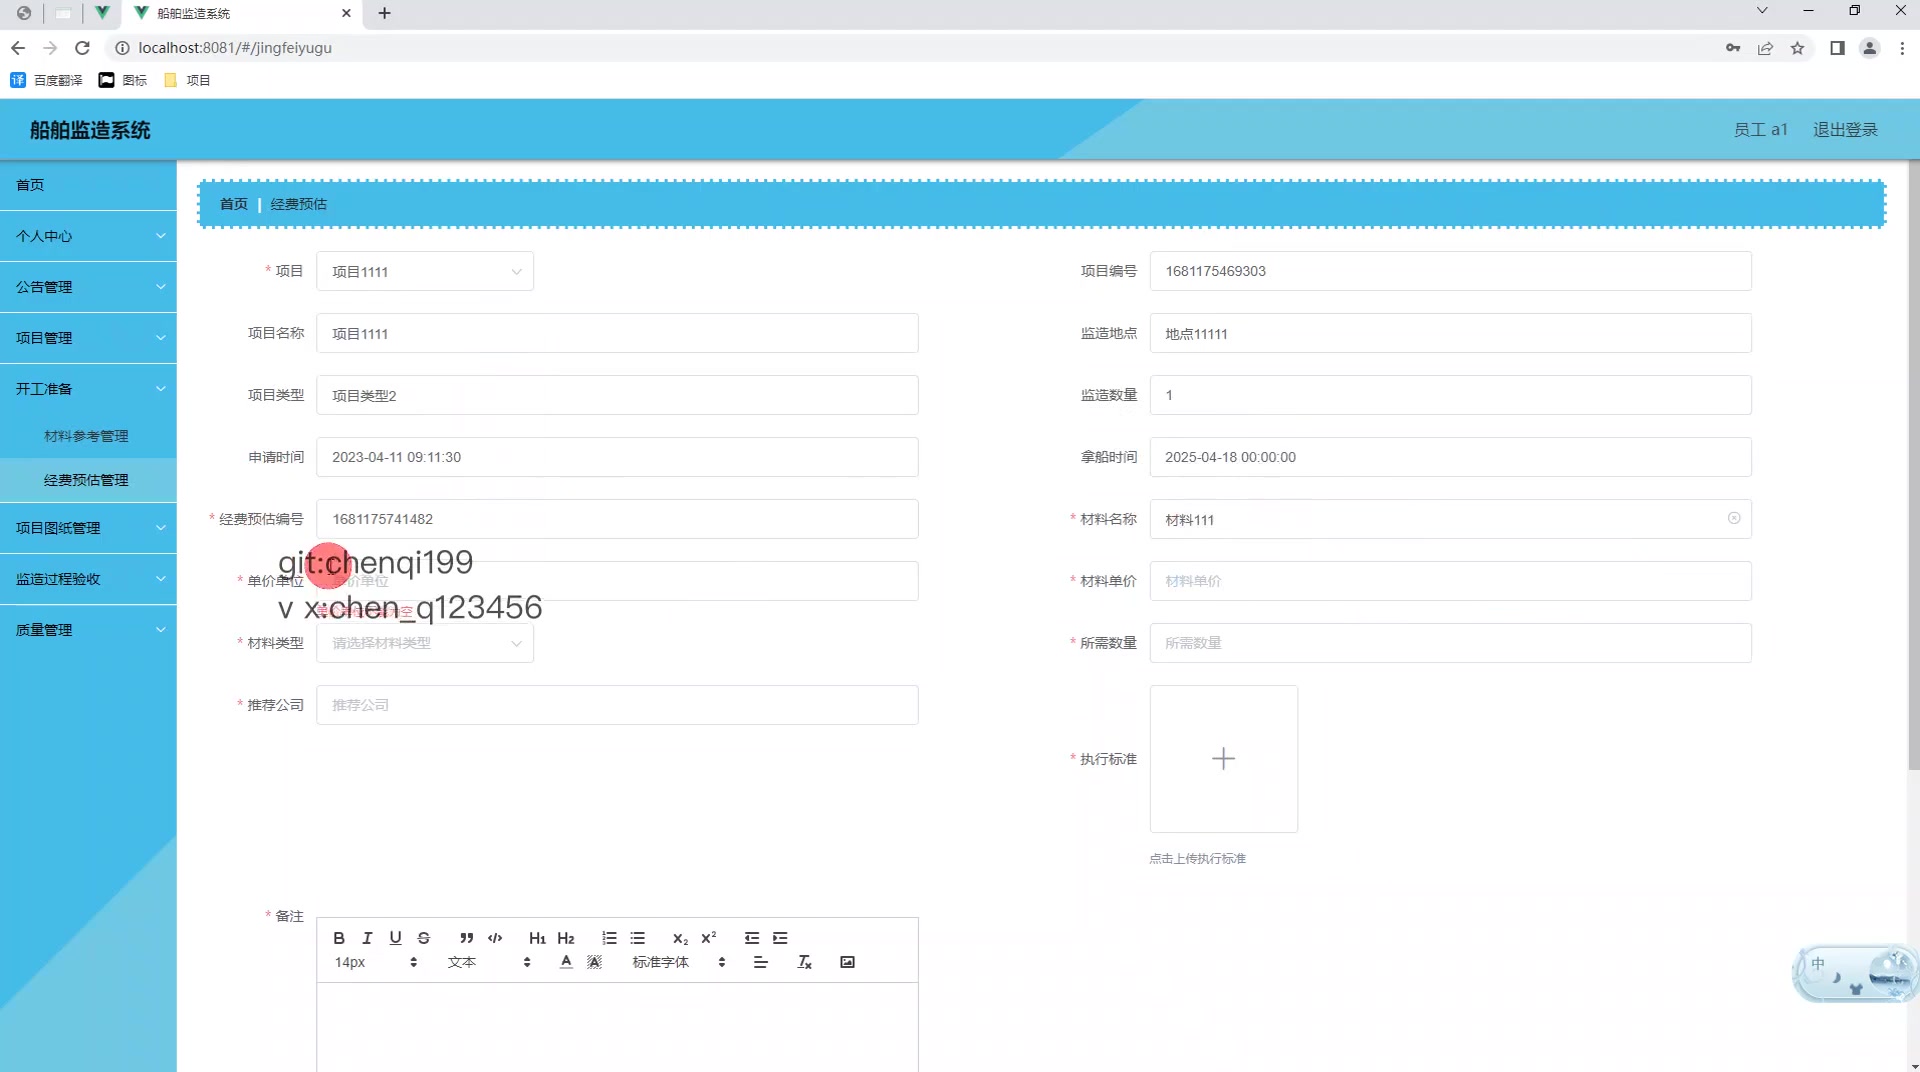 船舶监造系统
localhost:8081/#/jingfeiyugu
百度翻译 图标 项目
船舶监造系统
员工 a1 退出登录
首页
个人中心
公告管理
项目管理
开工准备
材料参考管理
经费预估管理
项目图纸管理
监造过程验收
质量管理
首页 | 经费预估
* 项目 项目1111
项目编号 1681175469303
项目名称 项目1111
监造地点 地点11111
项目类型 项目类型2
监造数量 1
申请时间 2023-04-11 09:11:30
拿船时间 2025-04-18 00:00:00
* 经费预估编号 1681175741482
* 材料名称 材料111
git:chenqi199
* 单价单位 单价单位
* 材料单价 材料单价
v x:chen_q123456
* 材料类型 请选择材料类型
* 所需数量 所需数量
* 推荐公司 推荐公司
* 执行标准
点击上传执行标准
* 备注
B I U S ” </> H1 H2 X₂ X²
14px 文本 A A 标准字体 Tx
中